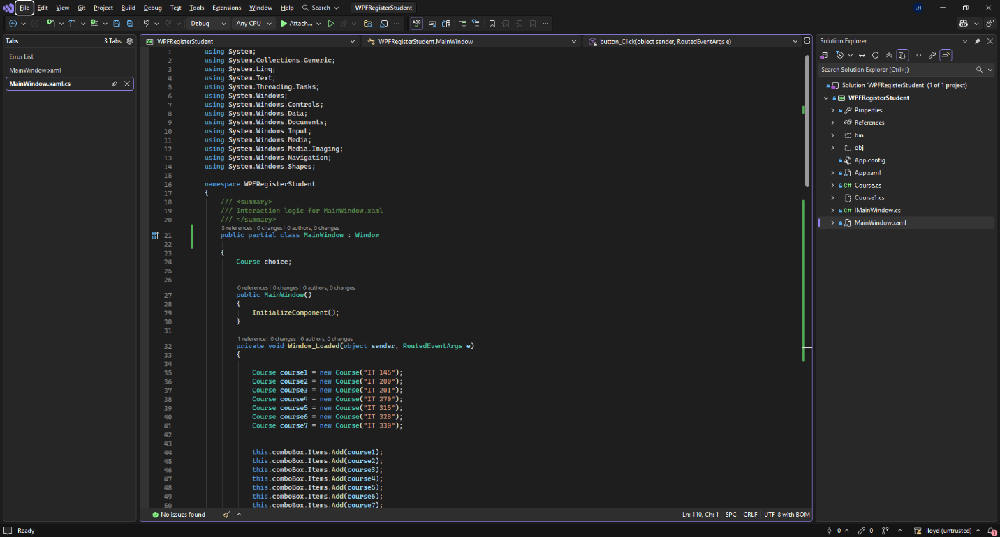 File Edit View Git Project Build Debug Test Tools Extensions Window Help Search WPFRegisterStudent LH
Debug Any CPU Attach... ABC
Tabs 3 Tabs
Error List
MainWindow.xaml
MainWindow.xaml.cs
WPFRegisterStudent WPFRegisterStudent.MainWindow button_Click(object sender, RoutedEventArgs e)
1 using System;
2 using System.Collections.Generic;
3 using System.Linq;
4 using System.Text;
5 using System.Threading.Tasks;
6 using System.Windows;
7 using System.Windows.Controls;
8 using System.Windows.Data;
9 using System.Windows.Documents;
10 using System.Windows.Input;
11 using System.Windows.Media;
12 using System.Windows.Media.Imaging;
13 using System.Windows.Navigation;
14 using System.Windows.Shapes;
15
16 namespace WPFRegisterStudent
17 {
18 /// <summary>
19 /// Interaction logic for MainWindow.xaml
20 /// </summary>
3 references | 0 changes | 0 authors, 0 changes
21 public partial class MainWindow : Window
22
23 {
24 Course choice;
25
26
0 references | 0 changes | 0 authors, 0 changes
27 public MainWindow()
28 {
29 InitializeComponent();
30 }
31
1 reference | 0 changes | 0 authors, 0 changes
32 private void Window_Loaded(object sender, RoutedEventArgs e)
33 {
34
35 Course course1 = new Course("IT 145");
36 Course course2 = new Course("IT 200");
37 Course course3 = new Course("IT 201");
38 Course course4 = new Course("IT 270");
39 Course course5 = new Course("IT 315");
40 Course course6 = new Course("IT 328");
41 Course course7 = new Course("IT 330");
42
43
44 this.comboBox.Items.Add(course1);
45 this.comboBox.Items.Add(course2);
46 this.comboBox.Items.Add(course3);
47 this.comboBox.Items.Add(course4);
48 this.comboBox.Items.Add(course5);
49 this.comboBox.Items.Add(course6);
50 this.comboBox.Items.Add(course7);
No issues found Ln: 110, Ch: 1 SPC CRLF UTF-8 with BOM
Solution Explorer
Search Solution Explorer (Ctrl+;)
Solution 'WPFRegisterStudent' (1 of 1 project)
WPFRegisterStudent
Properties
References
bin
obj
App.config
App.xaml
C# Course.cs
Course1.cs
C# IMainWindow.cs
MainWindow.xaml
Ready 0 0 lloyd (untrusted) 1